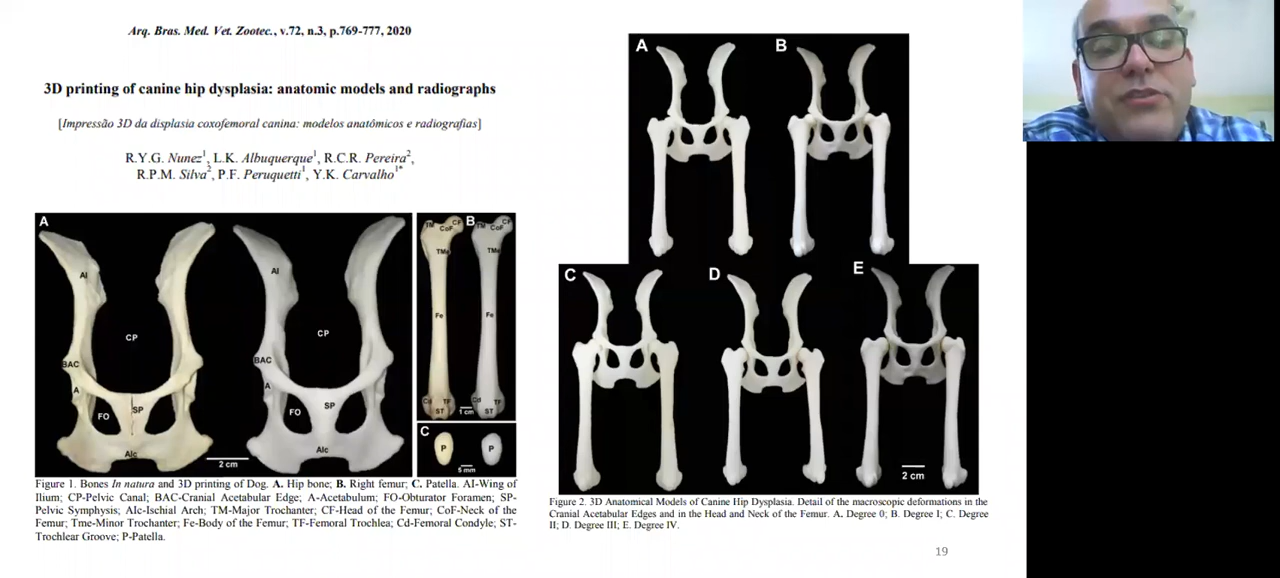 Arq. Bras. Med. Vet. Zootec., v.72, n.3, p.769-777, 2020
3D printing of canine hip dysplasia: anatomic models and radiographs
[Impressão 3D da displasia coxofemoral canina: modelos anatômicos e radiografias]
R.Y.G. Nunez1, L.K. Albuquerque1, R.C.R. Pereira2,
R.P.M. Silva2, P.F. Peruquetti1, Y.K. Carvalho1*
A
AI
AI
CP
CP
BAC
BAC
A
A
FO
SP
FO
SP
Alc
Alc
2 cm
B
TM
CF
CoF
TM
CF
CoF
TMe
TMe
Fe
Fe
Cd
TF
Cd
TF
ST
ST
1 cm
C
P
P
5 mm
Figure 1. Bones In natura and 3D printing of Dog. A. Hip bone; B. Right femur; C. Patella. AI-Wing of
Ilium; CP-Pelvic Canal; BAC-Cranial Acetabular Edge; A-Acetabulum; FO-Obturator Foramen; SP-
Pelvic Symphysis; Alc-Ischial Arch; TM-Major Trochanter; CF-Head of the Femur; CoF-Neck of the
Femur; Tme-Minor Trochanter; Fe-Body of the Femur; TF-Femoral Trochlea; Cd-Femoral Condyle; ST-
Trochlear Groove; P-Patella.
A
B
C
D
E
2 cm
Figure 2. 3D Anatomical Models of Canine Hip Dysplasia. Detail of the macroscopic deformations in the
Cranial Acetabular Edges and in the Head and Neck of the Femur. A. Degree 0; B. Degree I; C. Degree
II; D. Degree III; E. Degree IV.
19